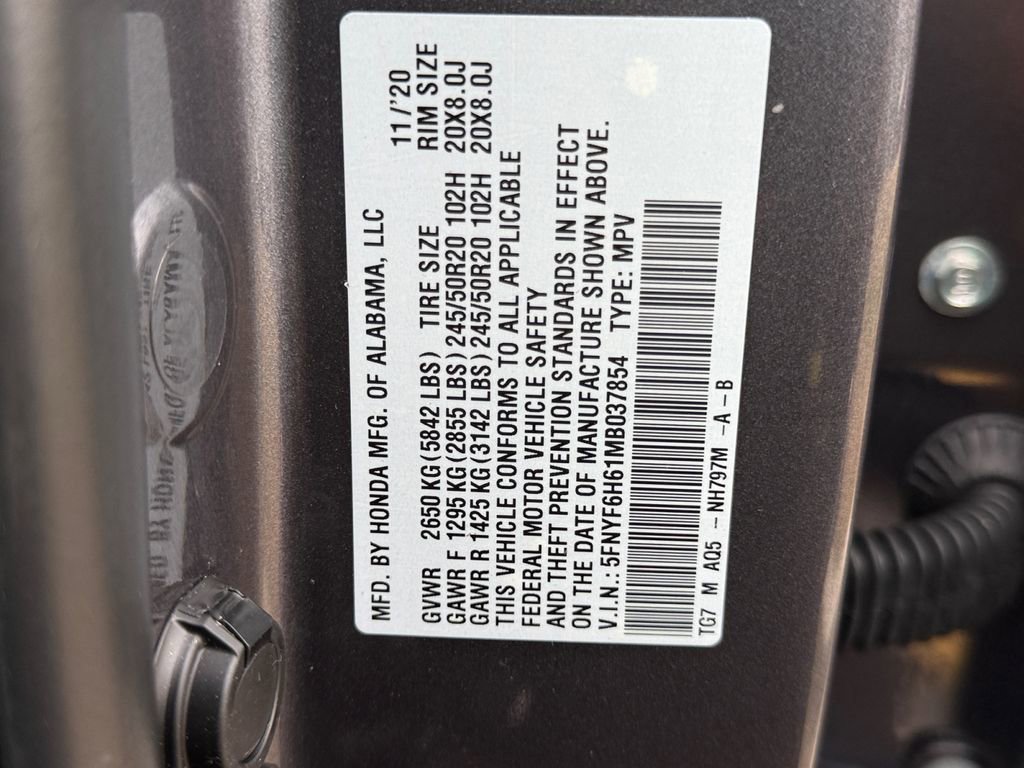 MFD. BY HONDA MFG. OF ALABAMA, LLC 11/'20
GVWR 2650 KG(5842 LBS) TIRE SIZE RIM SIZE
GAWR F 1295 KG(2855 LBS)245/50R20 102H 20X8.0J
GAWR R 1425 KG(3142 LBS)245/50R20 102H 20X8.0J
THIS VEHICLE CONFORMS TO ALL APPLICABLE
FEDERAL MOTOR VEHICLE SAFETY
AND THEFT PREVENTION STANDARDS IN EFFECT
ON THE DATE OF MANUFACTURE SHOWN ABOVE.
V.I.N.: 5FNYF6H61MB037854 TYPE: MPV
TG7 M AQ5 -NH797M -A-B